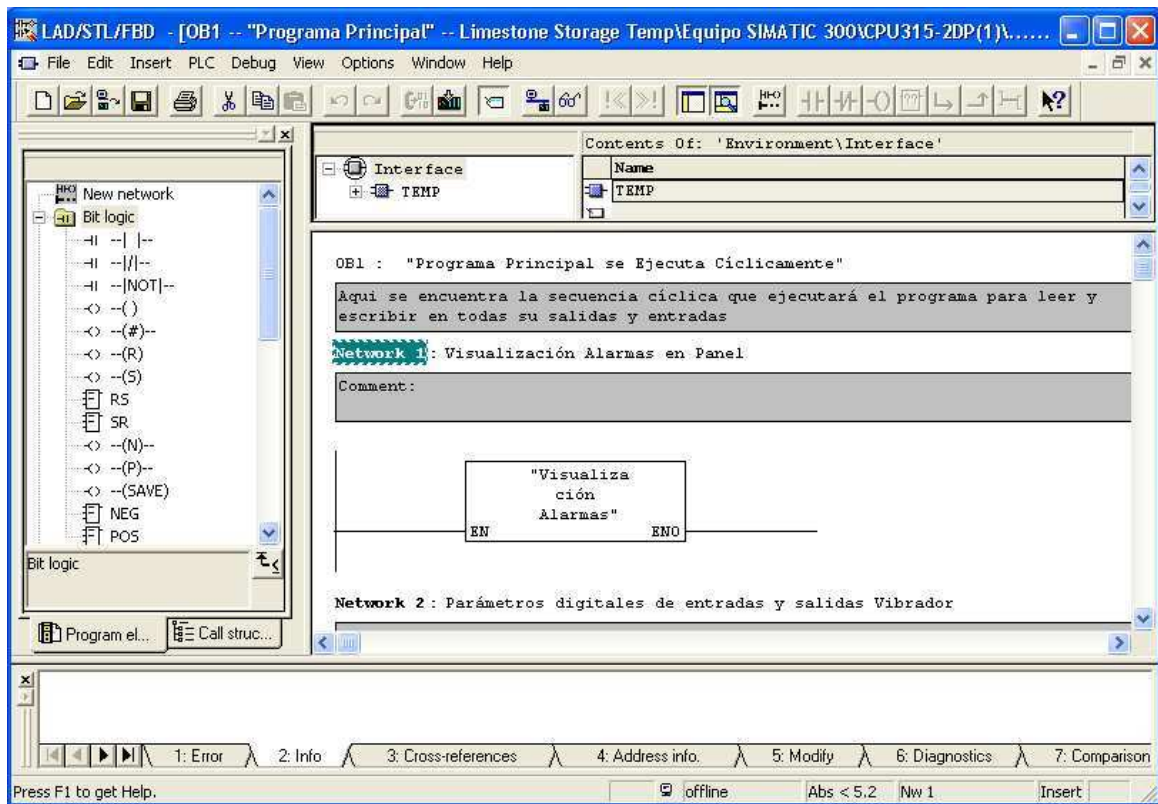 LAD/STL/FBD - [OB1 -- "Programa Principal" -- Limestone Storage Temp\Equipo SIMATIC 300\CPU315-2DP(1)\......
File Edit Insert PLC Debug View Options Window Help
New network
Bit logic
--| |--
--|/|--
--|NOT|--
--( )
--(#)--
--(R)
--(S)
RS
SR
--(N)--
--(P)--
--(SAVE)
NEG
POS
Bit logic
Program el...
Call struc...
Contents Of: 'Environment\Interface'
Interface
TEMP
Name
TEMP
OB1 : "Programa Principal se Ejecuta Cíclicamente"
Aqui se encuentra la secuencia cíclica que ejecutará el programa para leer y
escribir en todas su salidas y entradas
Network 1: Visualización Alarmas en Panel
Comment:
"Visualiza
ción
Alarmas"
EN ENO
Network 2 : Parámetros digitales de entradas y salidas Vibrador
1: Error
2: Info
3: Cross-references
4: Address info.
5: Modify
6: Diagnostics
7: Comparison
Press F1 to get Help.
offline
Abs < 5.2
Nw 1
Insert